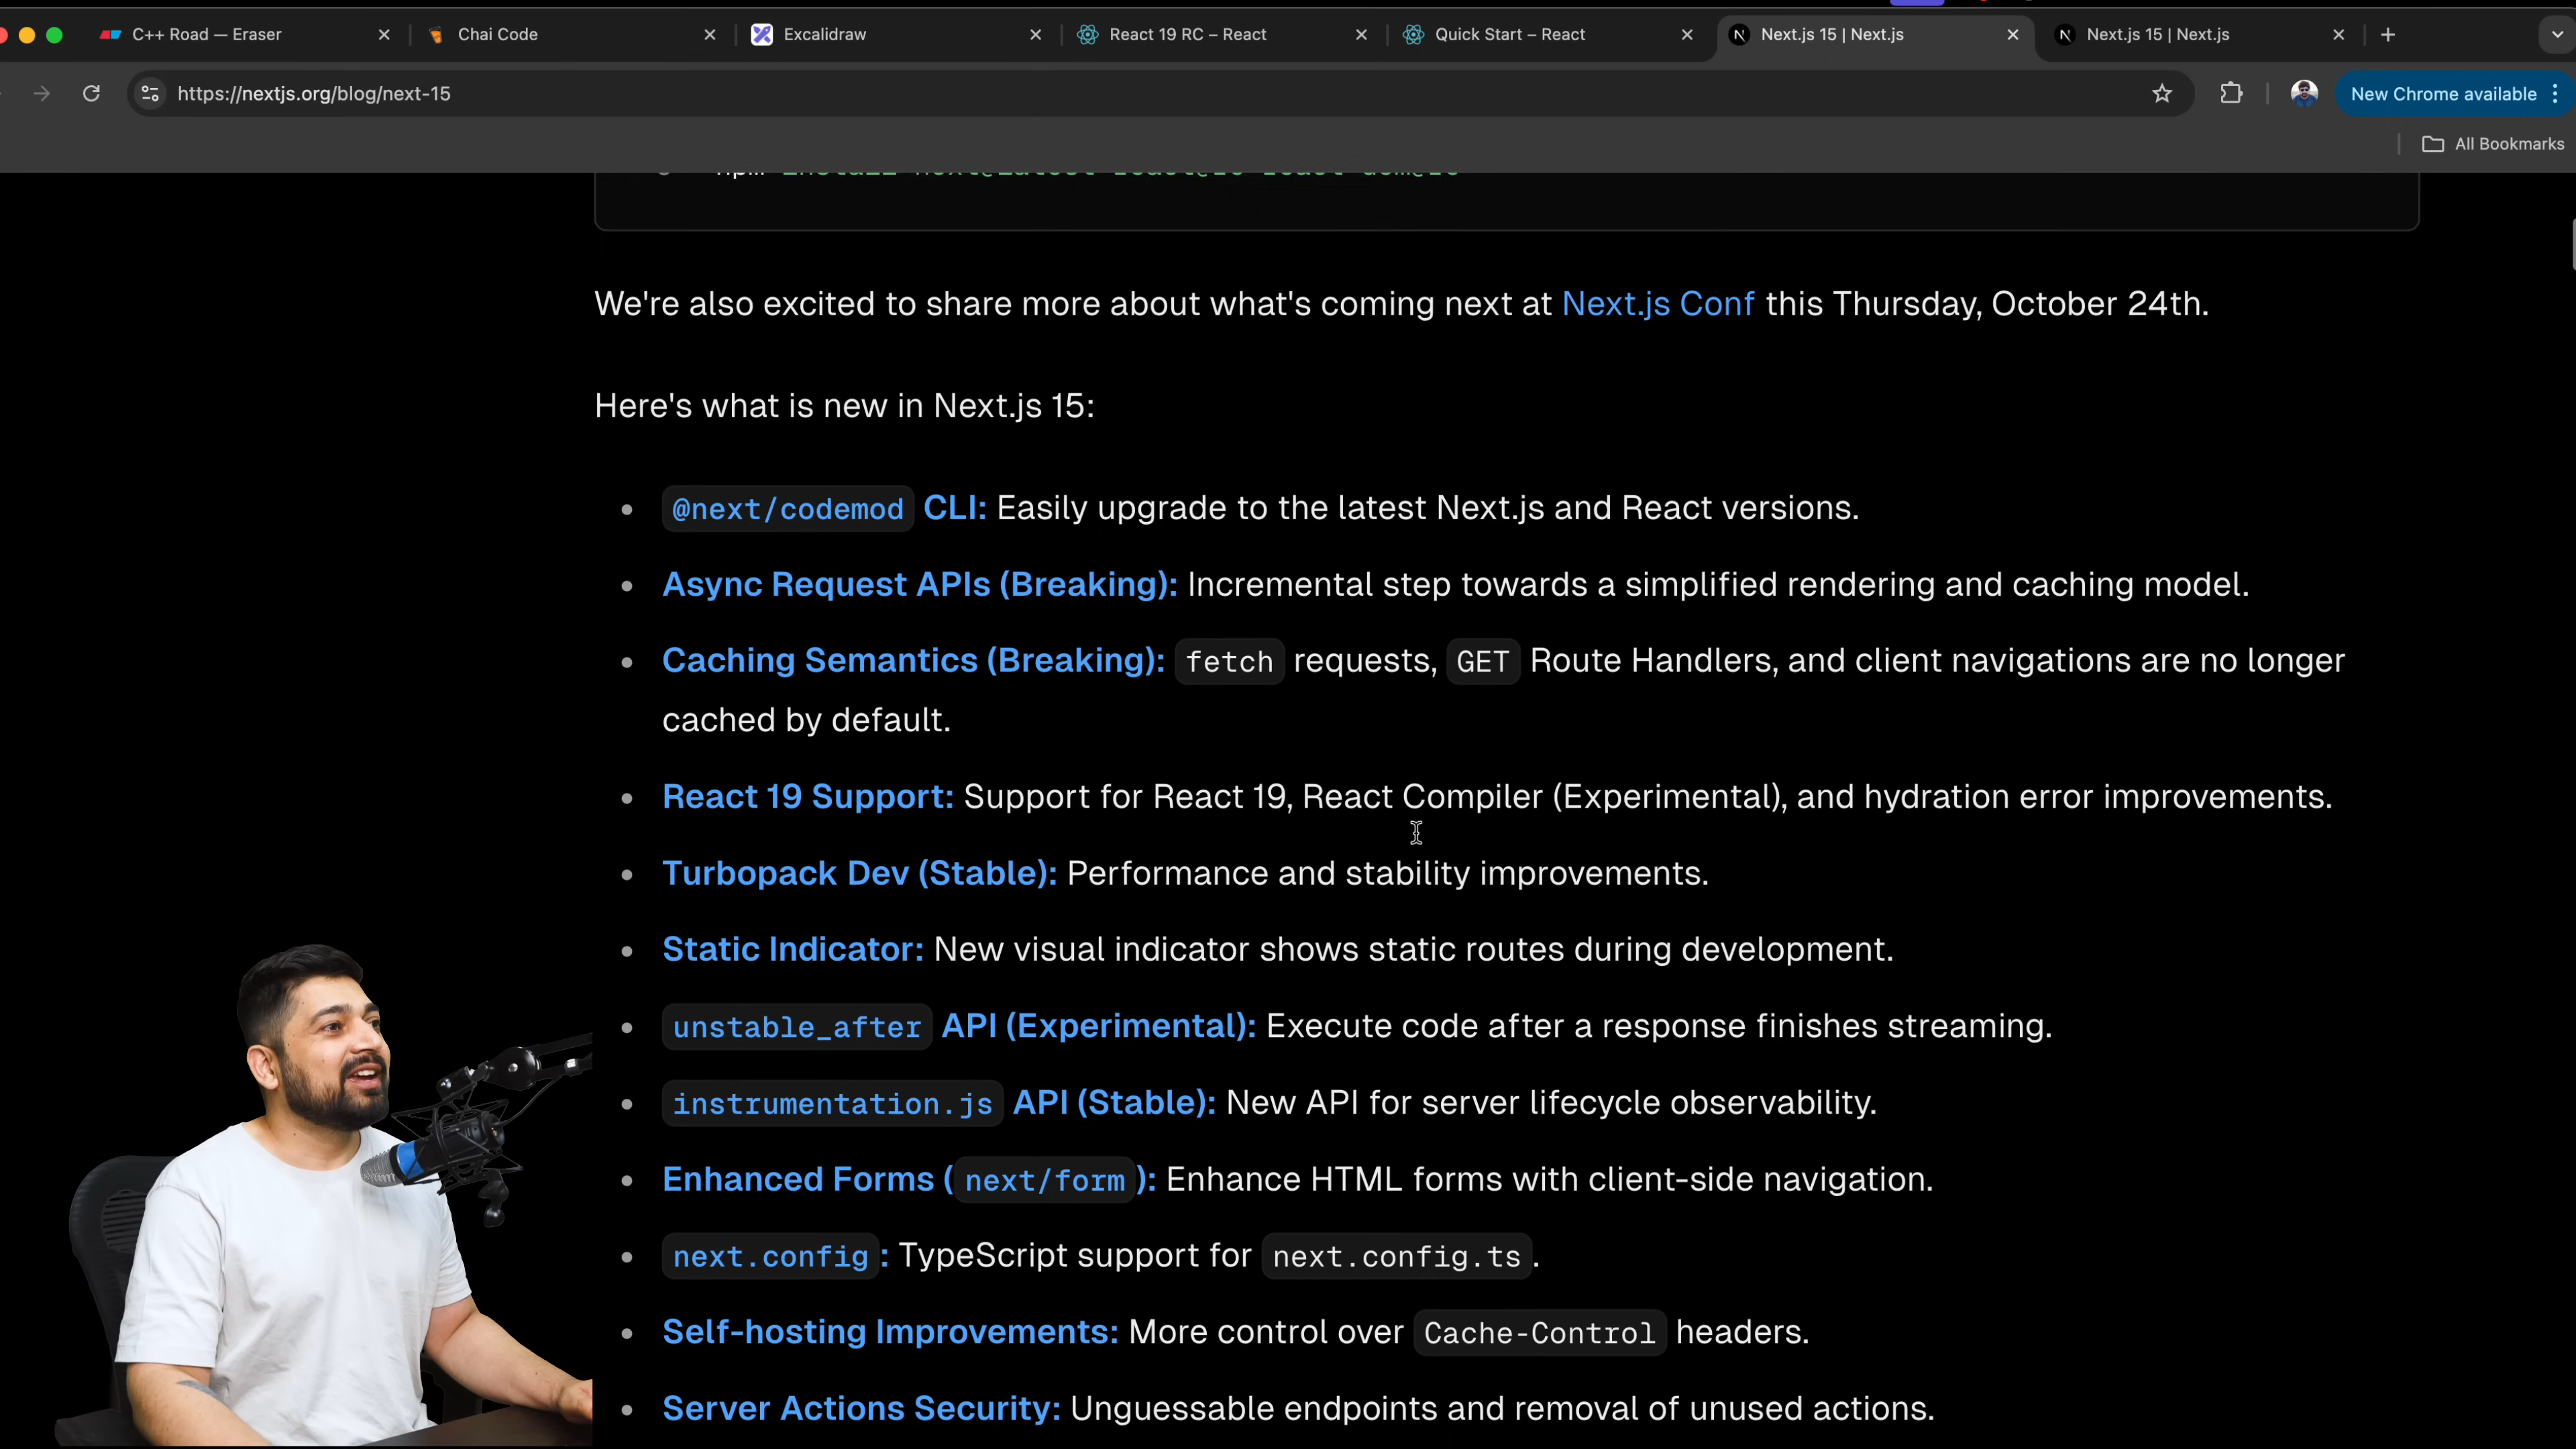 C++ Road — Eraser
Chai Code
Excalidraw
React 19 RC – React
Quick Start – React
Next.js 15 | Next.js
Next.js 15 | Next.js
https://nextjs.org/blog/next-15
New Chrome available
All Bookmarks
We're also excited to share more about what's coming next at Next.js Conf this Thursday, October 24th.
Here's what is new in Next.js 15:
@next/codemod CLI: Easily upgrade to the latest Next.js and React versions.
Async Request APIs (Breaking): Incremental step towards a simplified rendering and caching model.
Caching Semantics (Breaking): fetch requests, GET Route Handlers, and client navigations are no longer
cached by default.
React 19 Support: Support for React 19, React Compiler (Experimental), and hydration error improvements.
Turbopack Dev (Stable): Performance and stability improvements.
Static Indicator: New visual indicator shows static routes during development.
unstable_after API (Experimental): Execute code after a response finishes streaming.
instrumentation.js API (Stable): New API for server lifecycle observability.
Enhanced Forms (next/form): Enhance HTML forms with client-side navigation.
next.config: TypeScript support for next.config.ts.
Self-hosting Improvements: More control over Cache-Control headers.
Server Actions Security: Unguessable endpoints and removal of unused actions.